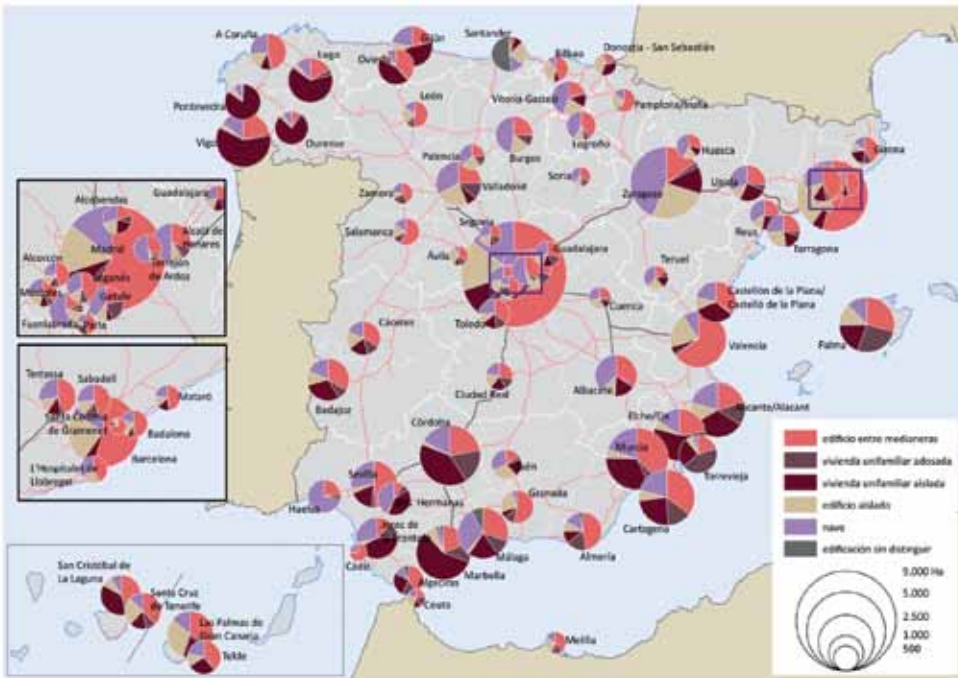 A Coruña
Lugo
Oviedo
Gijón
Santander
Bilbao
Donostia - San Sebastián
Pontevedra
Vigo
Ourense
León
Vitoria-Gasteiz
Pamplona/Iruña
Logroño
Burgos
Palencia
Huesca
Girona
Zamora
Valladolid
Soria
Zaragoza
Reus
Tarragona
Salamanca
Segovia
Ávila
Guadalajara
Teruel
Cuenca
Castellón de la Plana/
Castelló de la Plana
Toledo
Valencia
Palma
Cáceres
Ciudad Real
Albacete
Badajoz
Alicante/Alacant
Córdoba
Murcia
Jaén
Torrevieja
Sevilla
Hermanas
Granada
Huelva
Cartagena
Cádiz
Málaga
Almería
Marbella
Algeciras
Ceuta
Melilla
Guadalajara
Alcobendas
Madrid
Alcalá de
Henares
Torrejón
de Ardoz
Alcorcón
Leganés
Móstoles
Getafe
Fuenlabrada
Parla
Terrassa
Sabadell
Mataró
Santa Coloma
de Gramenet
Badalona
Barcelona
L'Hospitalet de
Llobregat
San Cristóbal de
La Laguna
Santa Cruz
de Tenerife
Las Palmas de
Gran Canaria
Telde
edificio entre medianeras
vivienda unifamiliar adosada
vivienda unifamiliar aislada
edificio aislado
nave
edificación sin distinguir
9.000 Ha
5.000
2.500
1.000
500